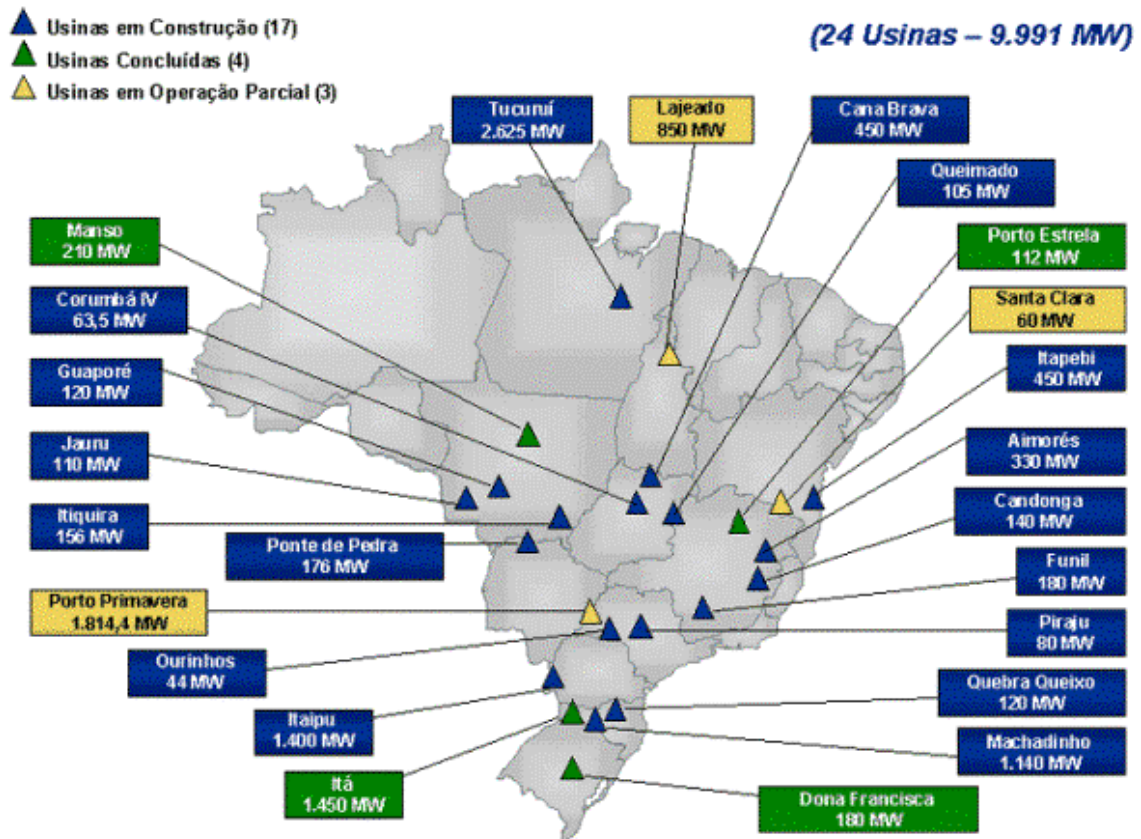 Usinas em Construção (17)
Usinas Concluídas (4)
Usinas em Operação Parcial (3)
(24 Usinas – 9.991 MW)
Tucuruí
2.625 MW
Lajeado
850 MW
Cana Brava
450 MW
Queimado
105 MW
Manso
210 MW
Porto Estrela
112 MW
Corumbá IV
63,5 MW
Santa Clara
60 MW
Guaporé
120 MW
Itapebi
450 MW
Jauru
110 MW
Aimorés
330 MW
Itiquira
156 MW
Candonga
140 MW
Ponte de Pedra
176 MW
Funil
180 MW
Porto Primavera
1.814,4 MW
Piraju
80 MW
Ourinhos
44 MW
Quebra Queixo
120 MW
Itaipu
1.400 MW
Machadinho
1.140 MW
Itá
1.450 MW
Dona Francisca
180 MW